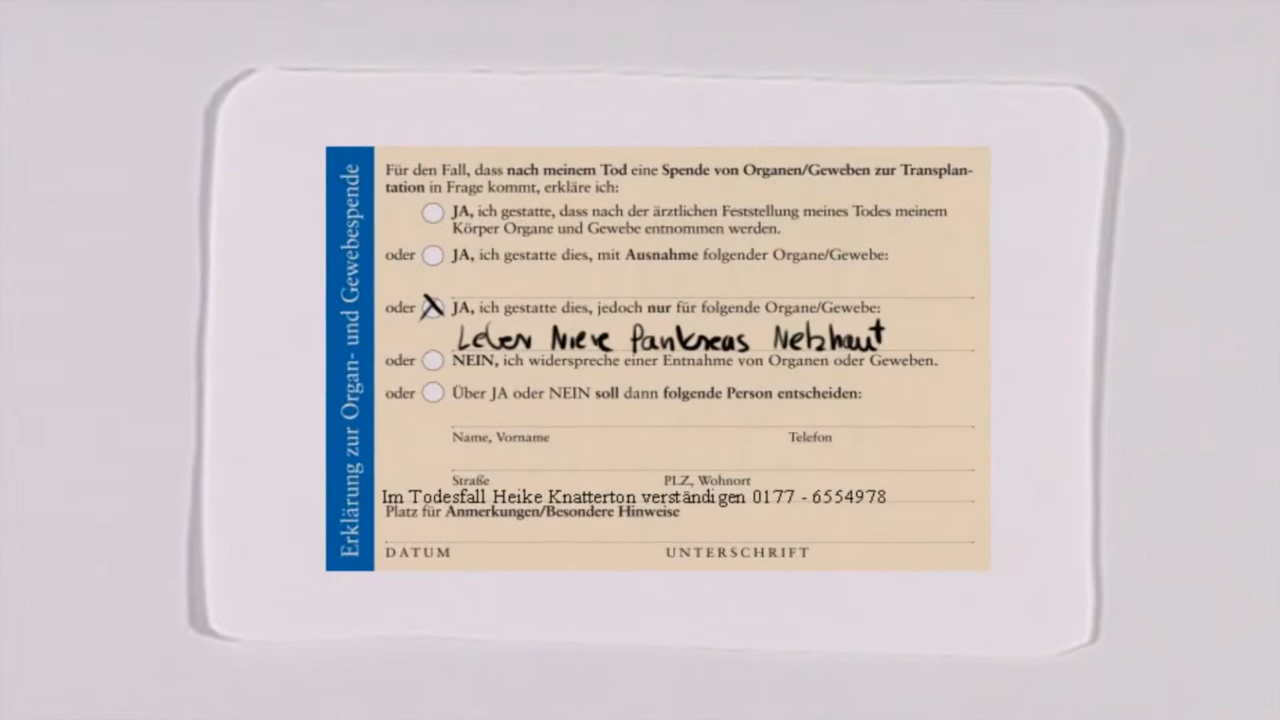 Erklärung zur Organ- und Gewebespende
Für den Fall, dass nach meinem Tod eine Spende von Organen/Geweben zur Transplan-
tation in Frage kommt, erkläre ich:
JA, ich gestatte, dass nach der ärztlichen Feststellung meines Todes meinem
Körper Organe und Gewebe entnommen werden.
oder JA, ich gestatte dies, mit Ausnahme folgender Organe/Gewebe:
oder JA, ich gestatte dies, jedoch nur für folgende Organe/Gewebe:
Leber Niere Pankreas Netzhaut
oder NEIN, ich widerspreche einer Entnahme von Organen oder Geweben.
oder Über JA oder NEIN soll dann folgende Person entscheiden:
Name, Vorname Telefon
Straße PLZ, Wohnort
Im Todesfall Heike Knatterton verständigen 0177 - 6554978
Platz für Anmerkungen/Besondere Hinweise
DATUM UNTERSCHRIFT